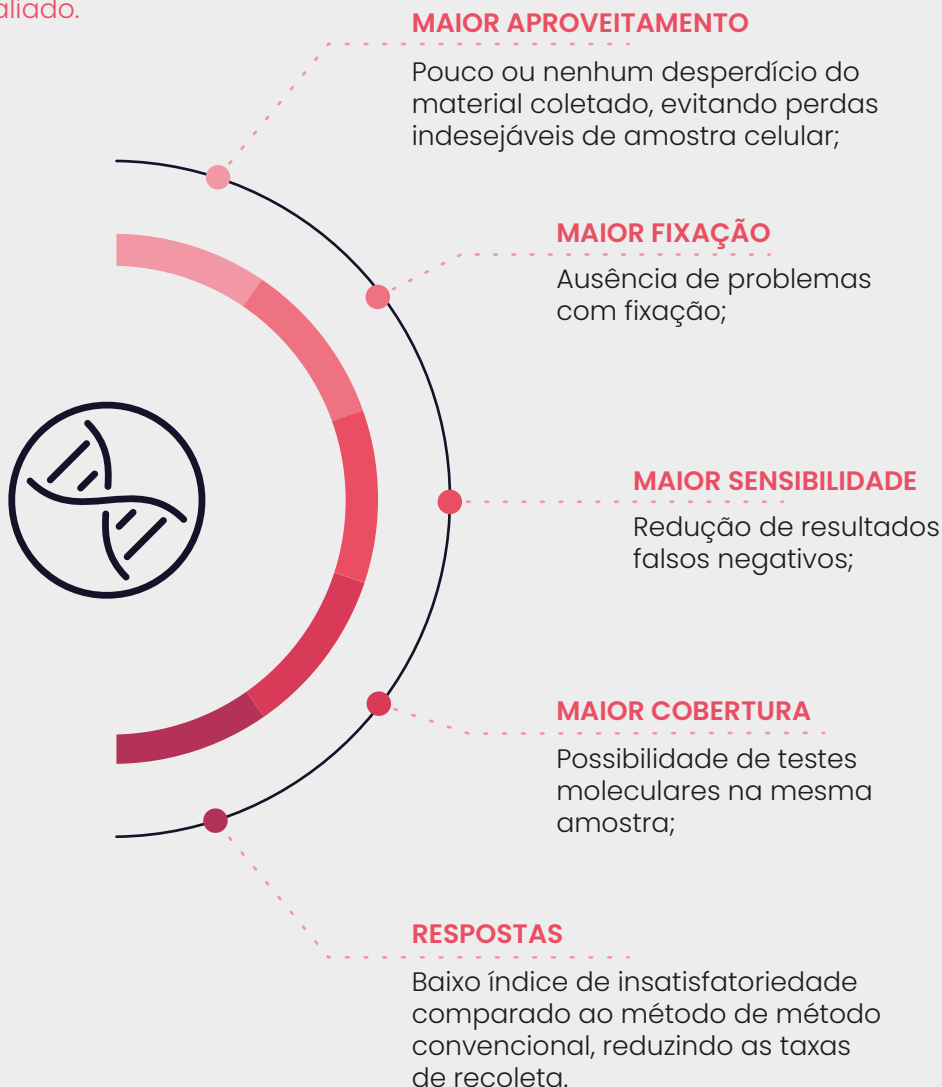 aliado.
MAIOR APROVEITAMENTO
Pouco ou nenhum desperdício do
material coletado, evitando perdas
indesejáveis de amostra celular;
MAIOR FIXAÇÃO
Ausência de problemas
com fixação;
MAIOR SENSIBILIDADE
Redução de resultados
falsos negativos;
MAIOR COBERTURA
Possibilidade de testes
moleculares na mesma
amostra;
RESPOSTAS
Baixo índice de insatisfatoriedade
comparado ao método de método
convencional, reduzindo as taxas
de recoleta.